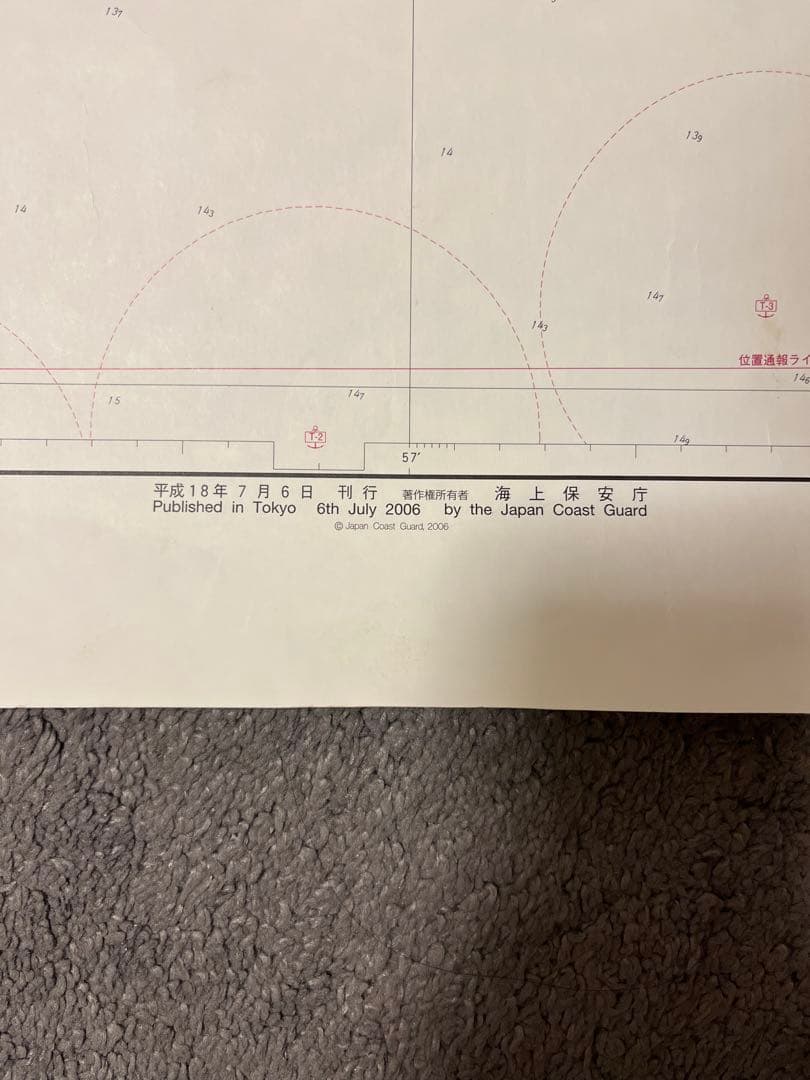 13₇
14
13₉
14
14₃
14₇
T-3
14₃
位置通報ライ
14₆
15
14₇
T-2
14₉
57′
平成18年7月6日 刊行 著作権所有者 海上保安庁
Published in Tokyo 6th July 2006 by the Japan Coast Guard
© Japan Coast Guard, 2006